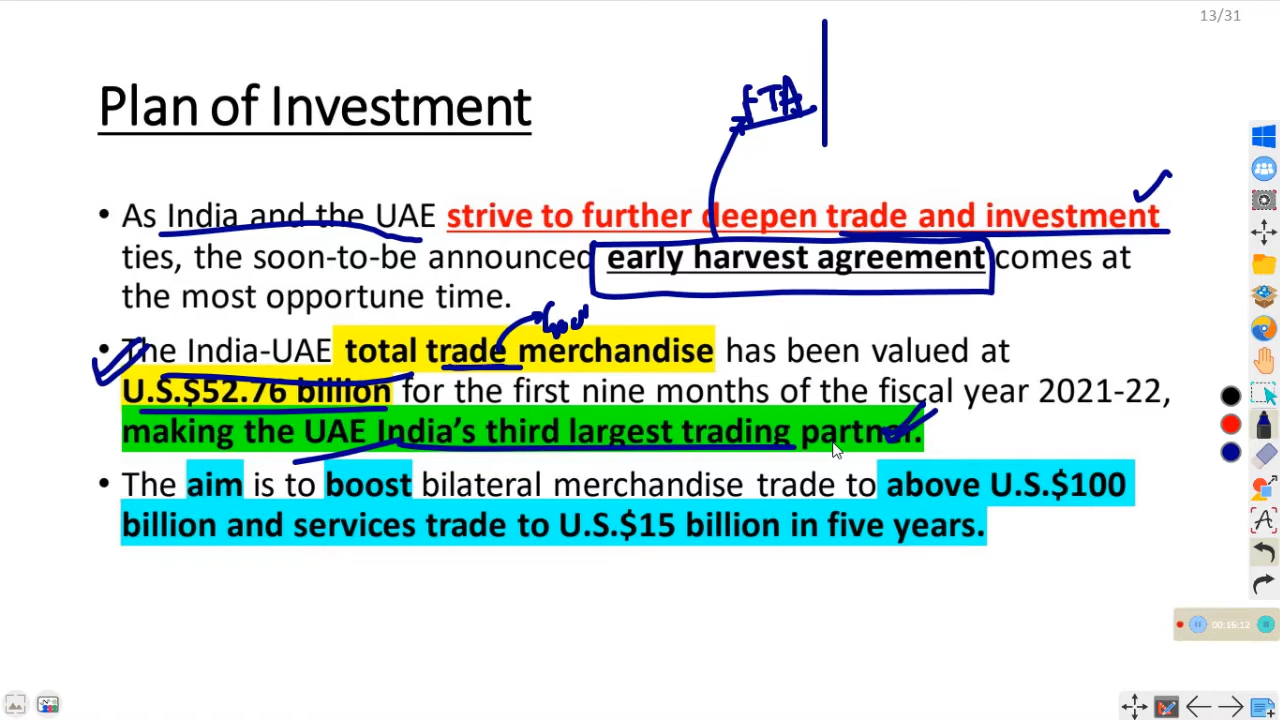 13/31
FTA
Plan of Investment
• As India and the UAE strive to further deepen trade and investment
ties, the soon-to-be announced early harvest agreement comes at
the most opportune time.
• The India-UAE total trade merchandise has been valued at
U.S.$52.76 billion for the first nine months of the fiscal year 2021-22,
making the UAE India's third largest trading partner.
• The aim is to boost bilateral merchandise trade to above U.S.$100
billion and services trade to U.S.$15 billion in five years.